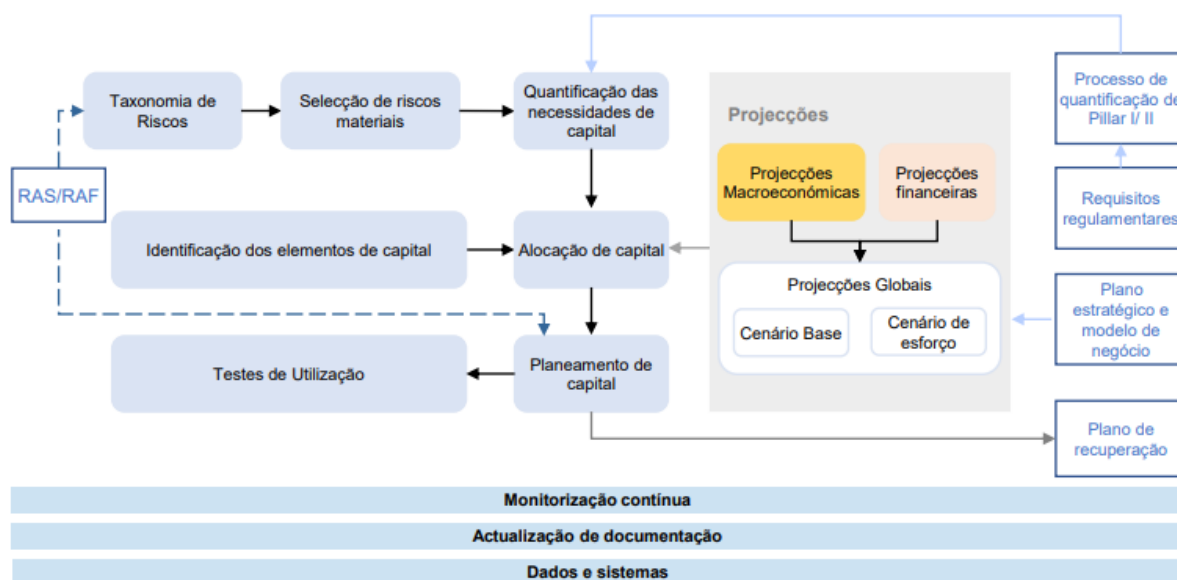 Taxonomia de
Riscos
Selecção de riscos
materiais
Quantificação das
necessidades de
capital
Projecções
Processo de
quantificação de
Pillar I/ II
RAS/RAF
Projecções
Macroeconómicas
Projecções
financeiras
Requisitos
regulamentares
Identificação dos elementos de capital
Alocação de capital
Projecções Globais
Cenário Base
Cenário de
esforço
Plano
estratégico e
modelo de
negócio
Testes de Utilização
Planeamento de
capital
Plano de
recuperação
Monitorização contínua
Actualização de documentação
Dados e sistemas